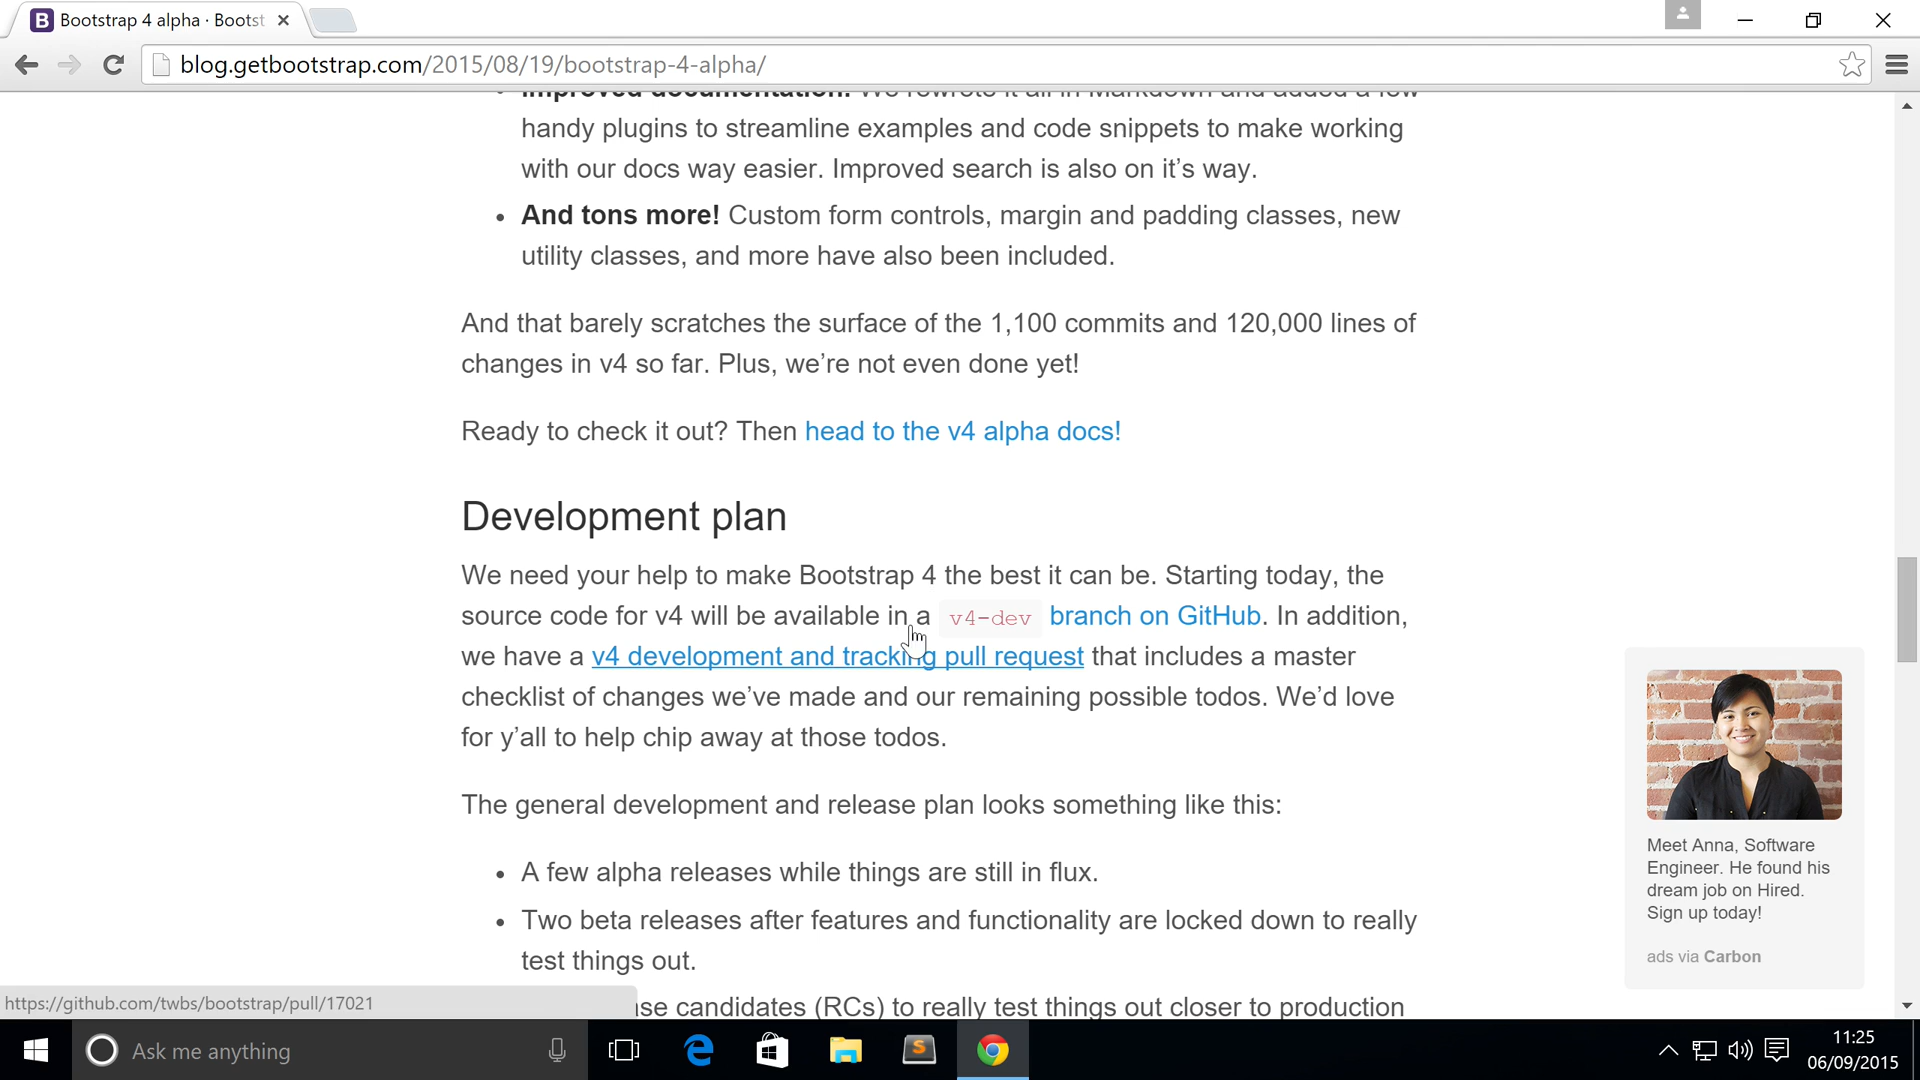 Bootstrap 4 alpha · Bootst
blog.getbootstrap.com/2015/08/19/bootstrap-4-alpha/
Improved documentation! We rewrote it all in Markdown and added a few
handy plugins to streamline examples and code snippets to make working
with our docs way easier. Improved search is also on it’s way.
And tons more! Custom form controls, margin and padding classes, new
utility classes, and more have also been included.
And that barely scratches the surface of the 1,100 commits and 120,000 lines of
changes in v4 so far. Plus, we’re not even done yet!
Ready to check it out? Then head to the v4 alpha docs!
Development plan
We need your help to make Bootstrap 4 the best it can be. Starting today, the
source code for v4 will be available in a v4-dev branch on GitHub. In addition,
we have a v4 development and tracking pull request that includes a master
checklist of changes we’ve made and our remaining possible todos. We’d love
for y’all to help chip away at those todos.
The general development and release plan looks something like this:
A few alpha releases while things are still in flux.
Two beta releases after features and functionality are locked down to really
test things out.
se candidates (RCs) to really test things out closer to production
Meet Anna, Software
Engineer. He found his
dream job on Hired.
Sign up today!
ads via Carbon
https://github.com/twbs/bootstrap/pull/17021
Ask me anything
11:25
06/09/2015